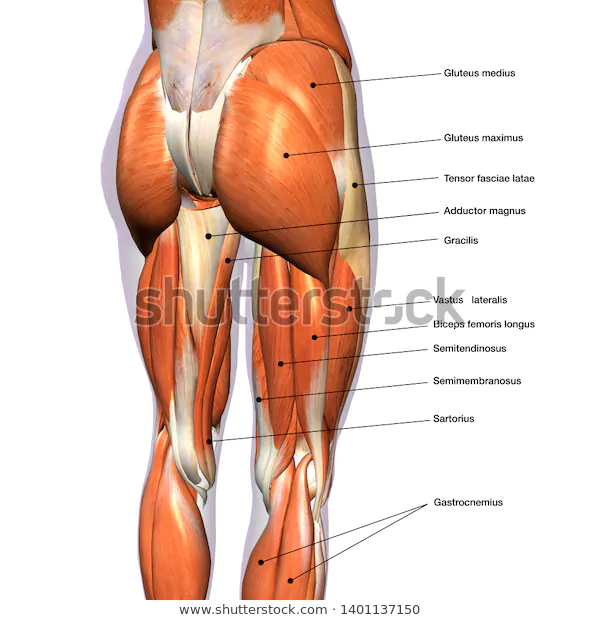 Gluteus medius
Gluteus maximus
Tensor fasciae latae
Adductor magnus
Gracilis
shutterstock
Vastus lateralis
Biceps femoris longus
Semitendinosus
Semimembranosus
Sartorius
Gastrocnemius
www.shutterstock.com · 1401137150